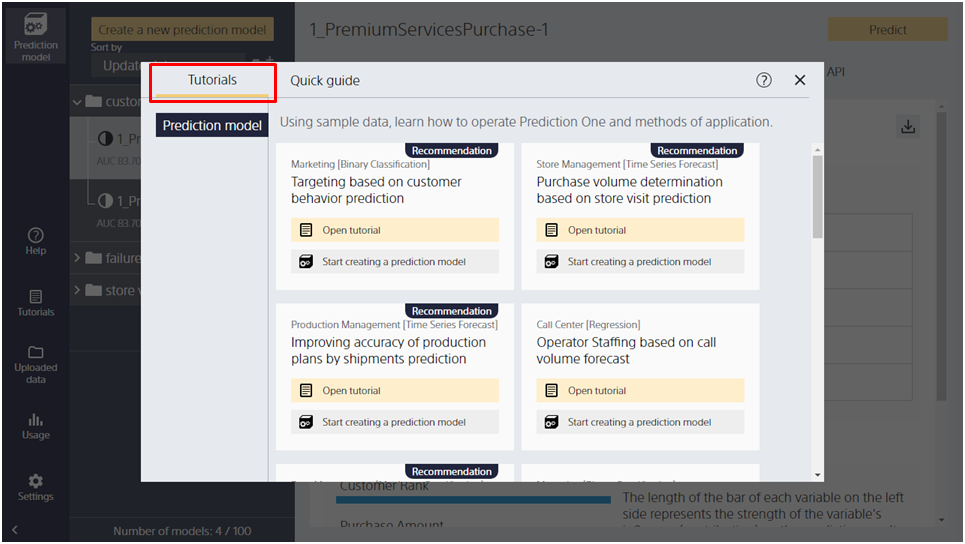 Prediction
model
Help
Tutorials
Uploaded
data
Usage
Settings
Create a new prediction model
Sort by
custo
1_Pr
AUC 83.70
1_Pr
AUC 83.70
failure
store v
Number of models: 4 / 100
1_PremiumServicesPurchase-1
Predict
API
Tutorials
Quick guide
Prediction model
Using sample data, learn how to operate Prediction One and methods of application.
Recommendation
Marketing [Binary Classification]
Targeting based on customer
behavior prediction
Open tutorial
Start creating a prediction model
Recommendation
Store Management [Time Series Forecast]
Purchase volume determination
based on store visit prediction
Open tutorial
Start creating a prediction model
Recommendation
Production Management [Time Series Forecast]
Improving accuracy of production
plans by shipments prediction
Open tutorial
Start creating a prediction model
Call Center [Regression]
Operator Staffing based on call
volume forecast
Open tutorial
Start creating a prediction model
Recommendation
Customer Rank
Purchase Amount
The length of the bar of each variable on the left
side represents the strength of the variable's